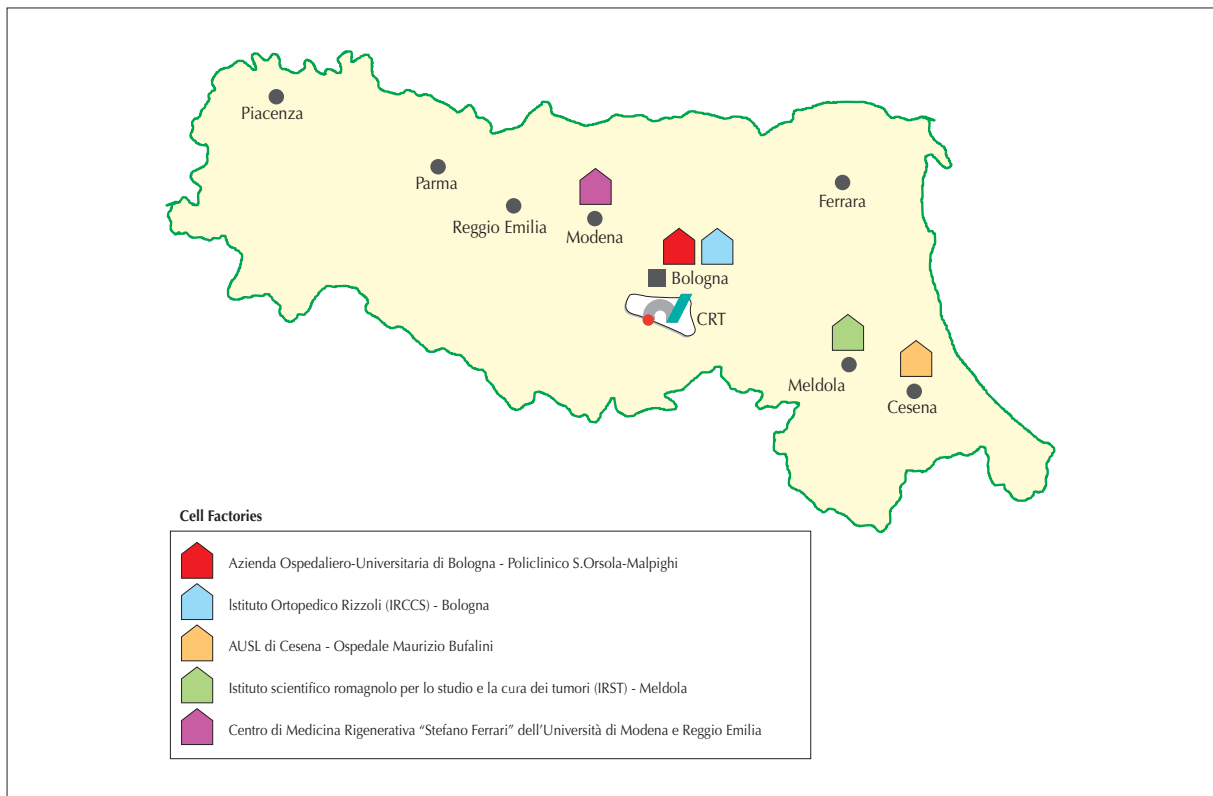 Piacenza
Parma
Reggio Emilia
Modena
Ferrara
Bologna
CRT
Meldola
Cesena
Cell Factories
Azienda Ospedaliero-Universitaria di Bologna - Policlinico S.Orsola-Malpighi
Istituto Ortopedico Rizzoli (IRCCS) - Bologna
AUSL di Cesena - Ospedale Maurizio Bufalini
Istituto scientifico romagnolo per lo studio e la cura dei tumori (IRST) - Meldola
Centro di Medicina Rigenerativa “Stefano Ferrari” dell’Università di Modena e Reggio Emilia